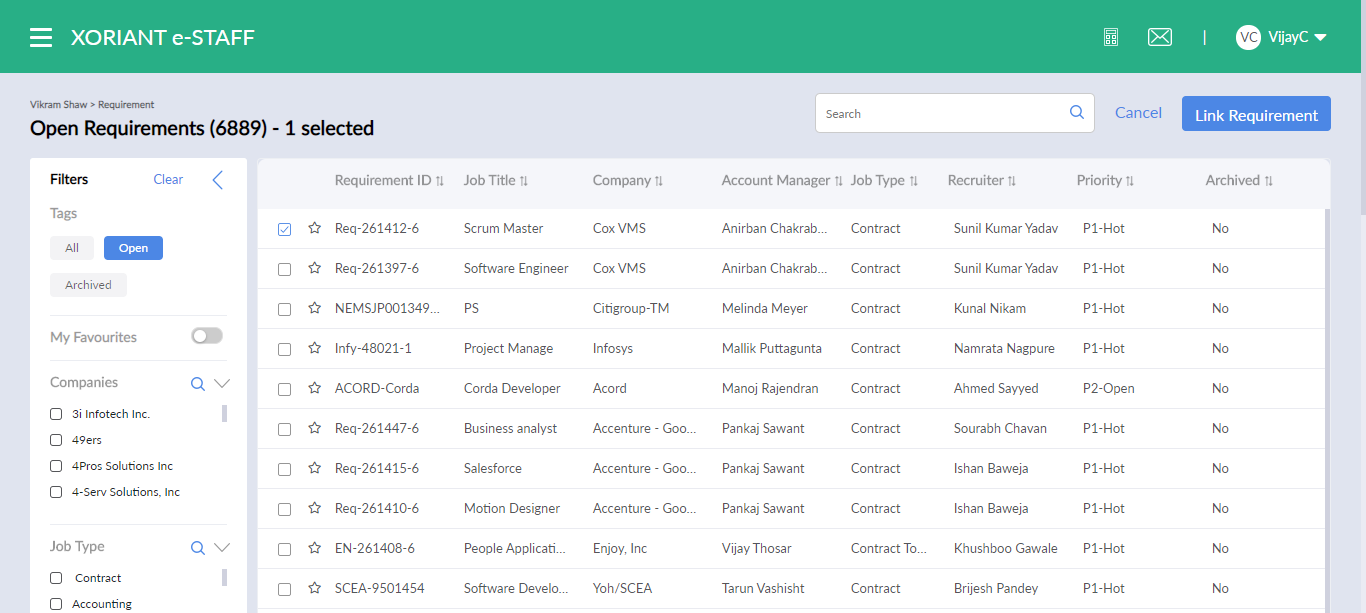 XORIANT e-STAFF
|
VC VijayC
Vikram Shaw > Requirement
Open Requirements (6889) - 1 selected
Search
Cancel
Link Requirement
Filters Clear
Tags
All Open
Archived
My Favourites
Companies
3i Infotech Inc.
49ers
4Pros Solutions Inc
4-Serv Solutions, Inc
Job Type
Contract
Accounting
Requirement ID Job Title Company Account Manager Job Type Recruiter Priority Archived
Req-261412-6 Scrum Master Cox VMS Anirban Chakrab... Contract Sunil Kumar Yadav P1-Hot No
Req-261397-6 Software Engineer Cox VMS Anirban Chakrab... Contract Sunil Kumar Yadav P1-Hot No
NEMSJP001349... PS Citigroup-TM Melinda Meyer Contract Kunal Nikam P1-Hot No
Infy-48021-1 Project Manage Infosys Mallik Puttagunta Contract Namrata Nagpure P1-Hot No
ACORD-Corda Corda Developer Acord Manoj Rajendran Contract Ahmed Sayyed P2-Open No
Req-261447-6 Business analyst Accenture - Goo... Pankaj Sawant Contract Sourabh Chavan P1-Hot No
Req-261415-6 Salesforce Accenture - Goo... Pankaj Sawant Contract Ishan Baweja P1-Hot No
Req-261410-6 Motion Designer Accenture - Goo... Pankaj Sawant Contract Ishan Baweja P1-Hot No
EN-261408-6 People Applicati... Enjoy, Inc Vijay Thosar Contract To... Khushboo Gawale P1-Hot No
SCEA-9501454 Software Develo... Yoh/SCEA Tarun Vashisht Contract Brijesh Pandey P1-Hot No